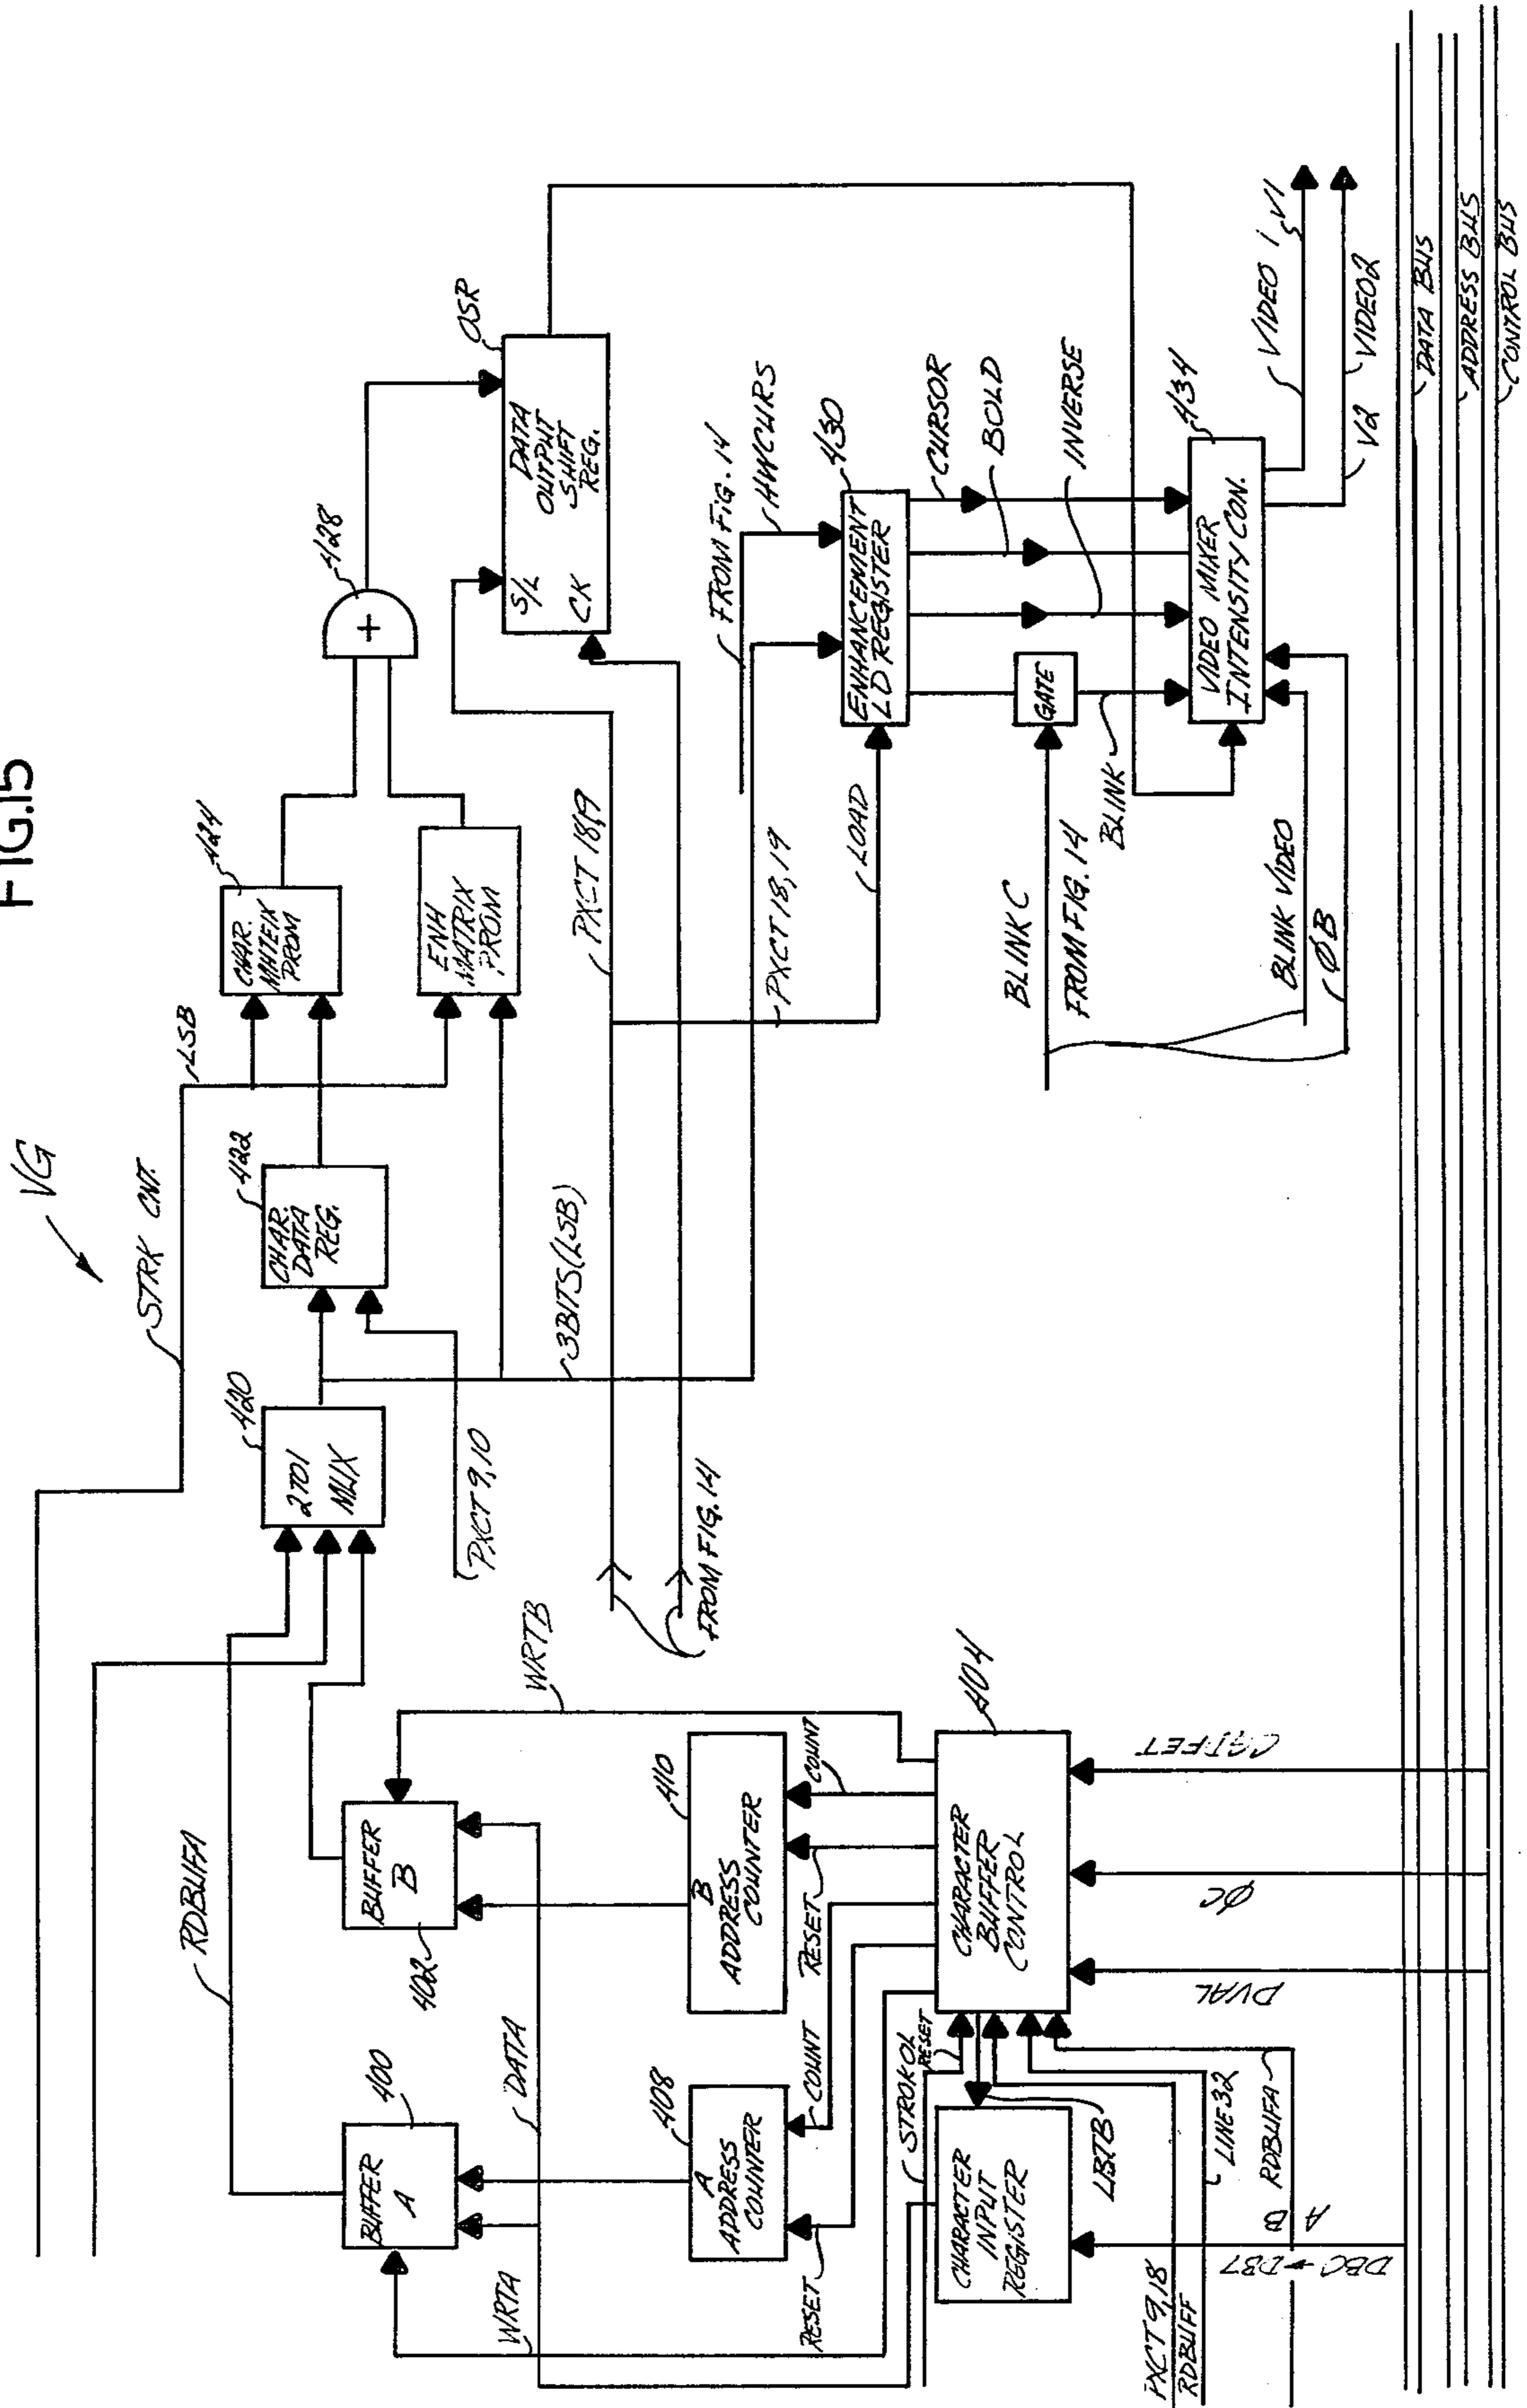 FIG.15
VG
STRK CNT.
LSB
RDBUFA
BUFFER
A
400
BUFFER
B
402
WRTA
DATA
WRTB
A
ADDRESS
COUNTER
408
B
ADDRESS
COUNTER
410
RESET
COUNT
RESET
COUNT
CHARACTER
INPUT
REGISTER
CHARACTER
BUFFER
CONTROL
404
STROKOL
RESET
LBTB
PXCT 9,18
RDBUFF
LINE 32
RDBUFA
A B
DBO→DB7
DVAL
ØC
2TO1
MUX
420
PXCT 9,10
CHAR.
DATA
REG.
422
3BITS(LSB)
FROM FIG. 14
CHAR.
MATRIX
PROM
424
ENH
MATRIX
PROM
+
428
PXCT 18,19
PXCT 18,19
S/L
CK
DATA
OUTPUT
SHIFT
REG.
OSR
FROM FIG. 14
HWCURS
LOAD
ENHANCEMENT
LD REGISTER
430
CURSOR
BOLD
INVERSE
GATE
BLINK C
FROM FIG. 14
BLINK
BLINK VIDEO
ØB
VIDEO MIXER
INTENSITY CON.
434
VIDEO 1
V1
V2
VIDEO2
DATA BUS
ADDRESS BUS
CONTROL BUS